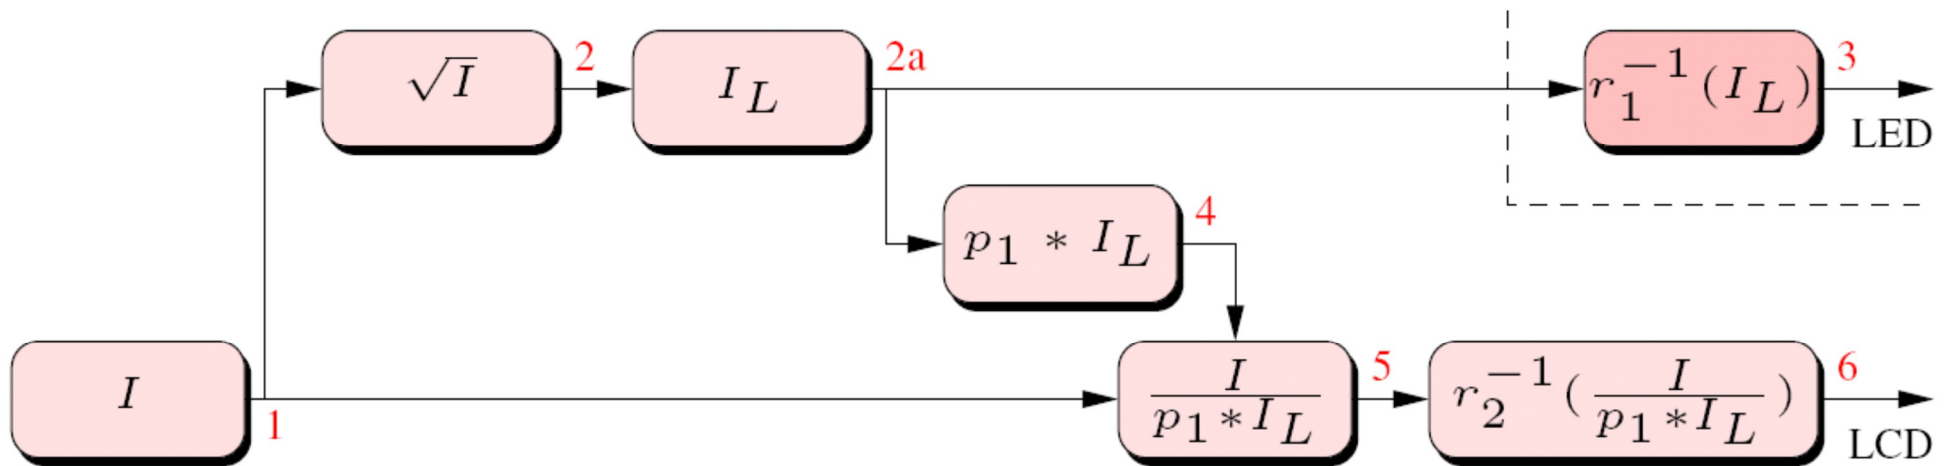 √I 2
I_L 2a
r_1^{-1}(I_L) 3
LED
p_1 * I_L 4
I 1
I / (p_1 * I_L) 5
r_2^{-1}(I / (p_1 * I_L)) 6
LCD